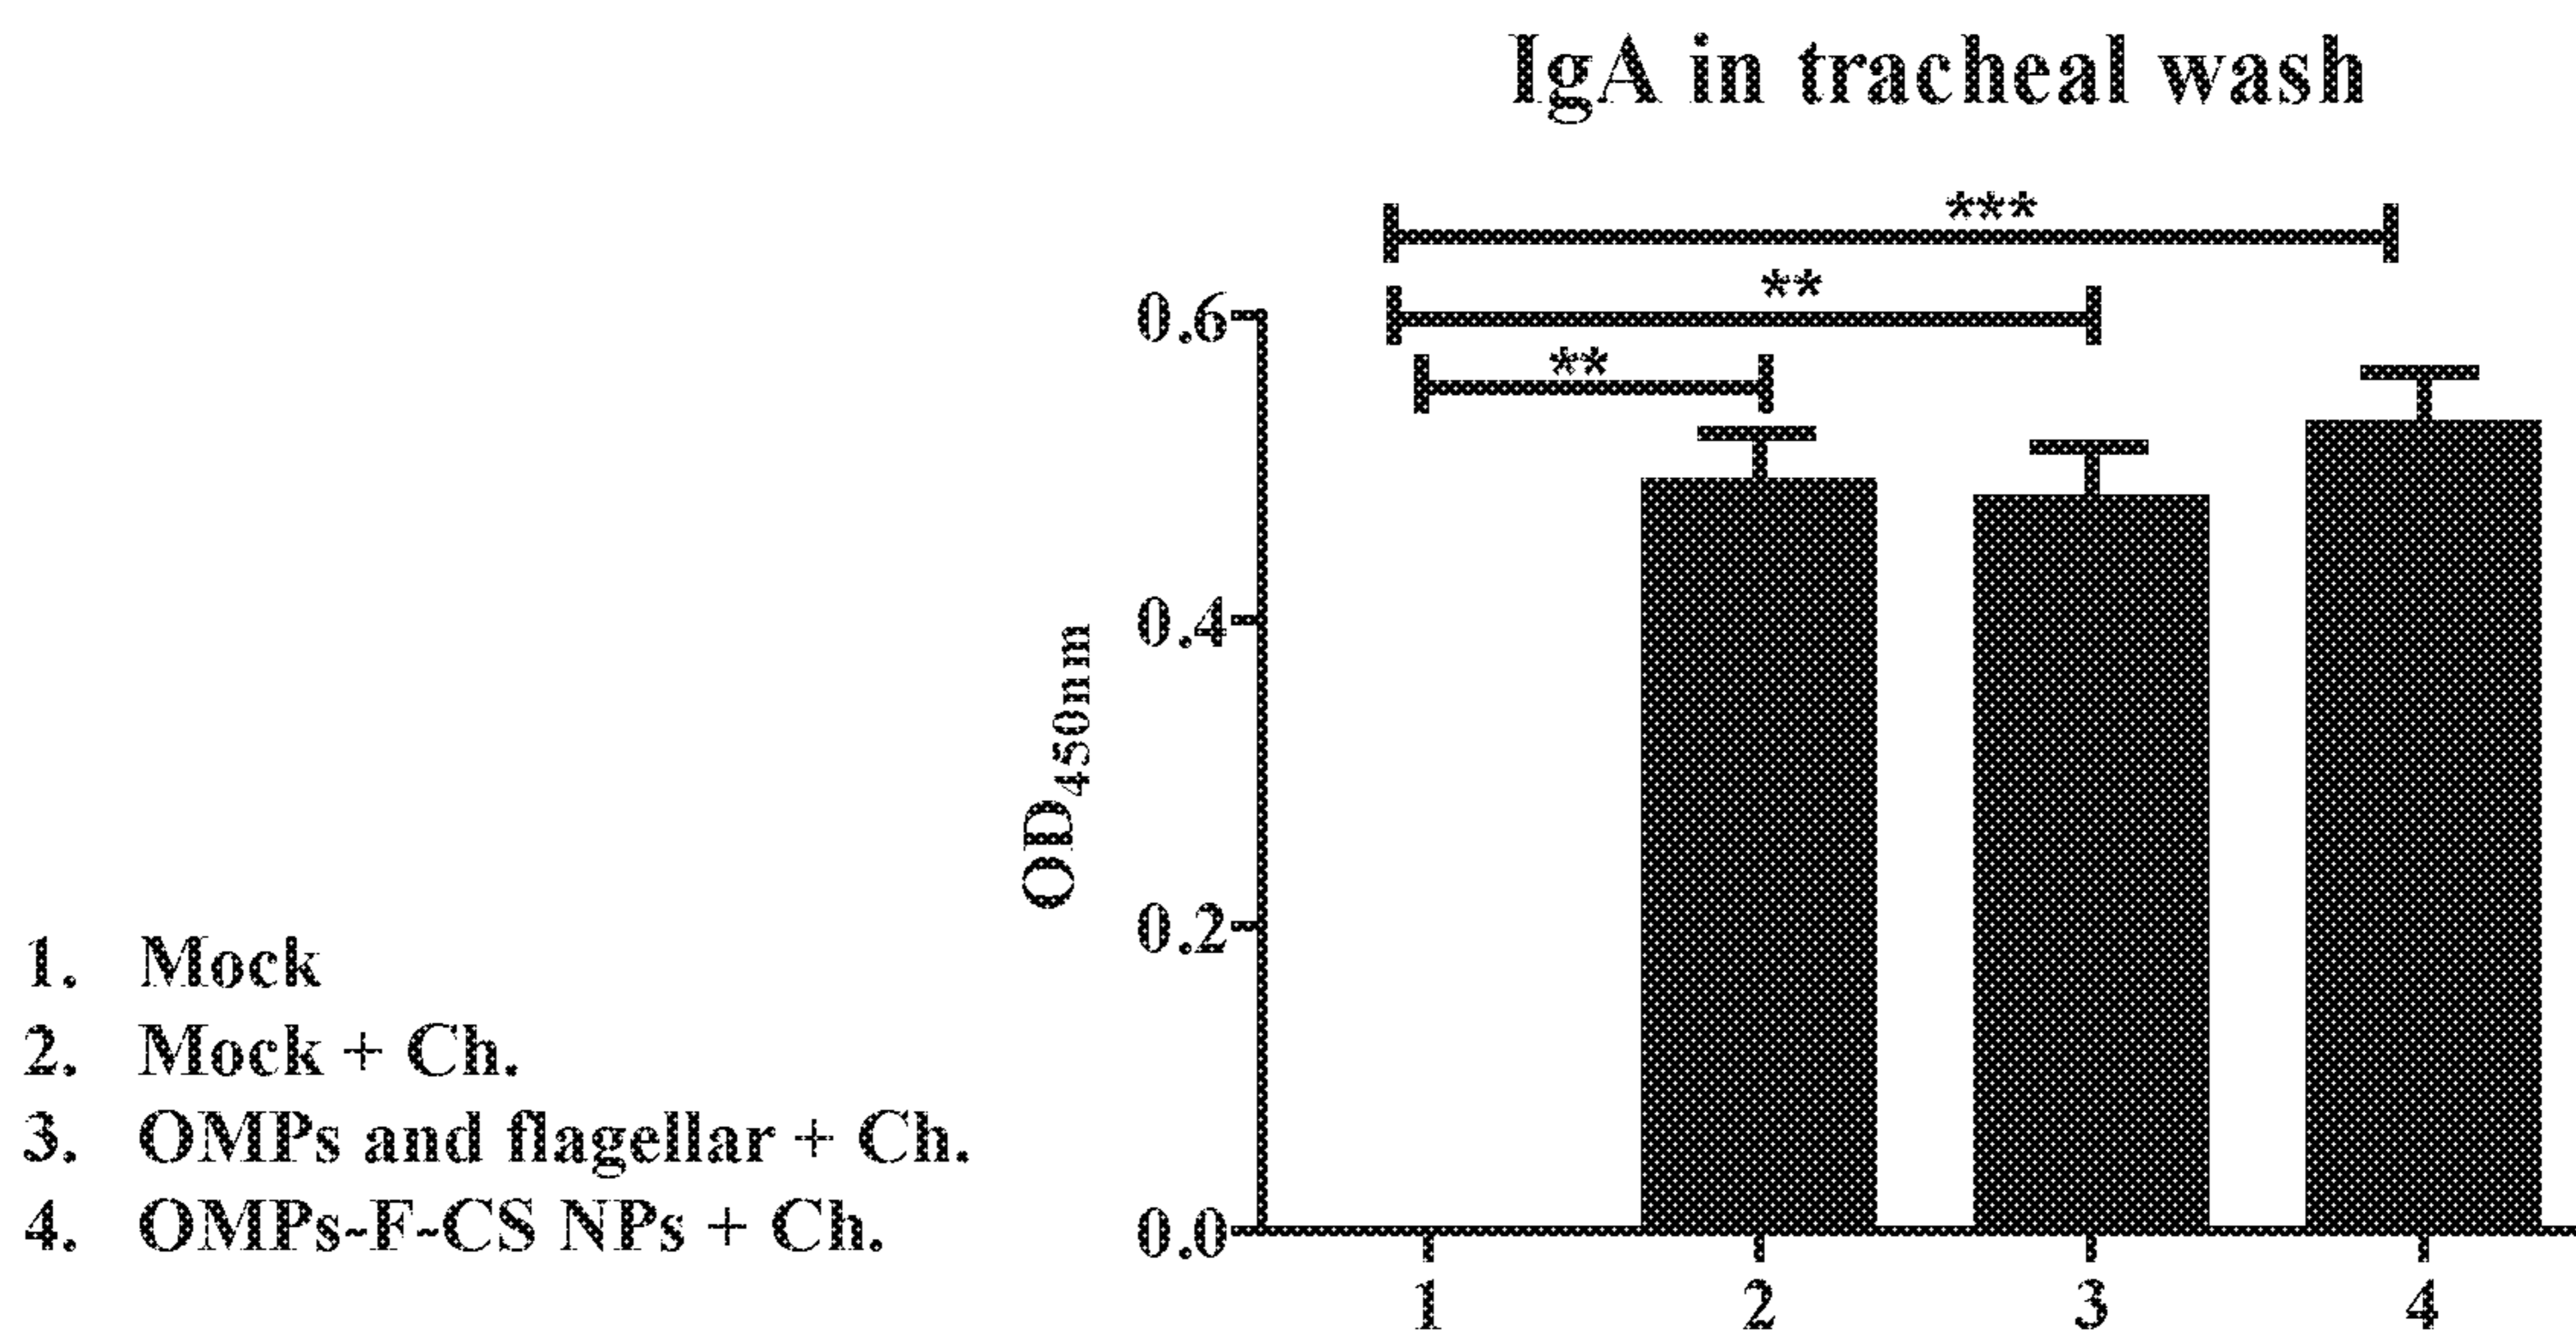 IgA in tracheal wash
***
**
**
0.6
0.4
0.2
0.0
OD450nm
1 2 3 4
1. Mock
2. Mock + Ch.
3. OMPs and flagellar + Ch.
4. OMPs-F-CS NPs + Ch.